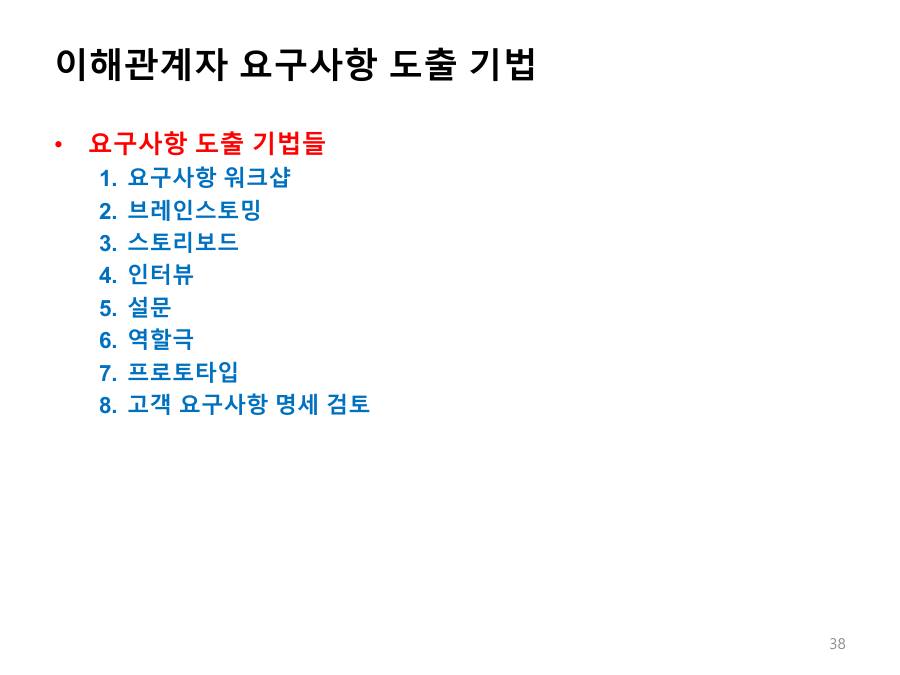 이해관계자 요구사항 도출 기법
• 요구사항 도출 기법들
1. 요구사항 워크샵
2. 브레인스토밍
3. 스토리보드
4. 인터뷰
5. 설문
6. 역할극
7. 프로토타입
8. 고객 요구사항 명세 검토
38